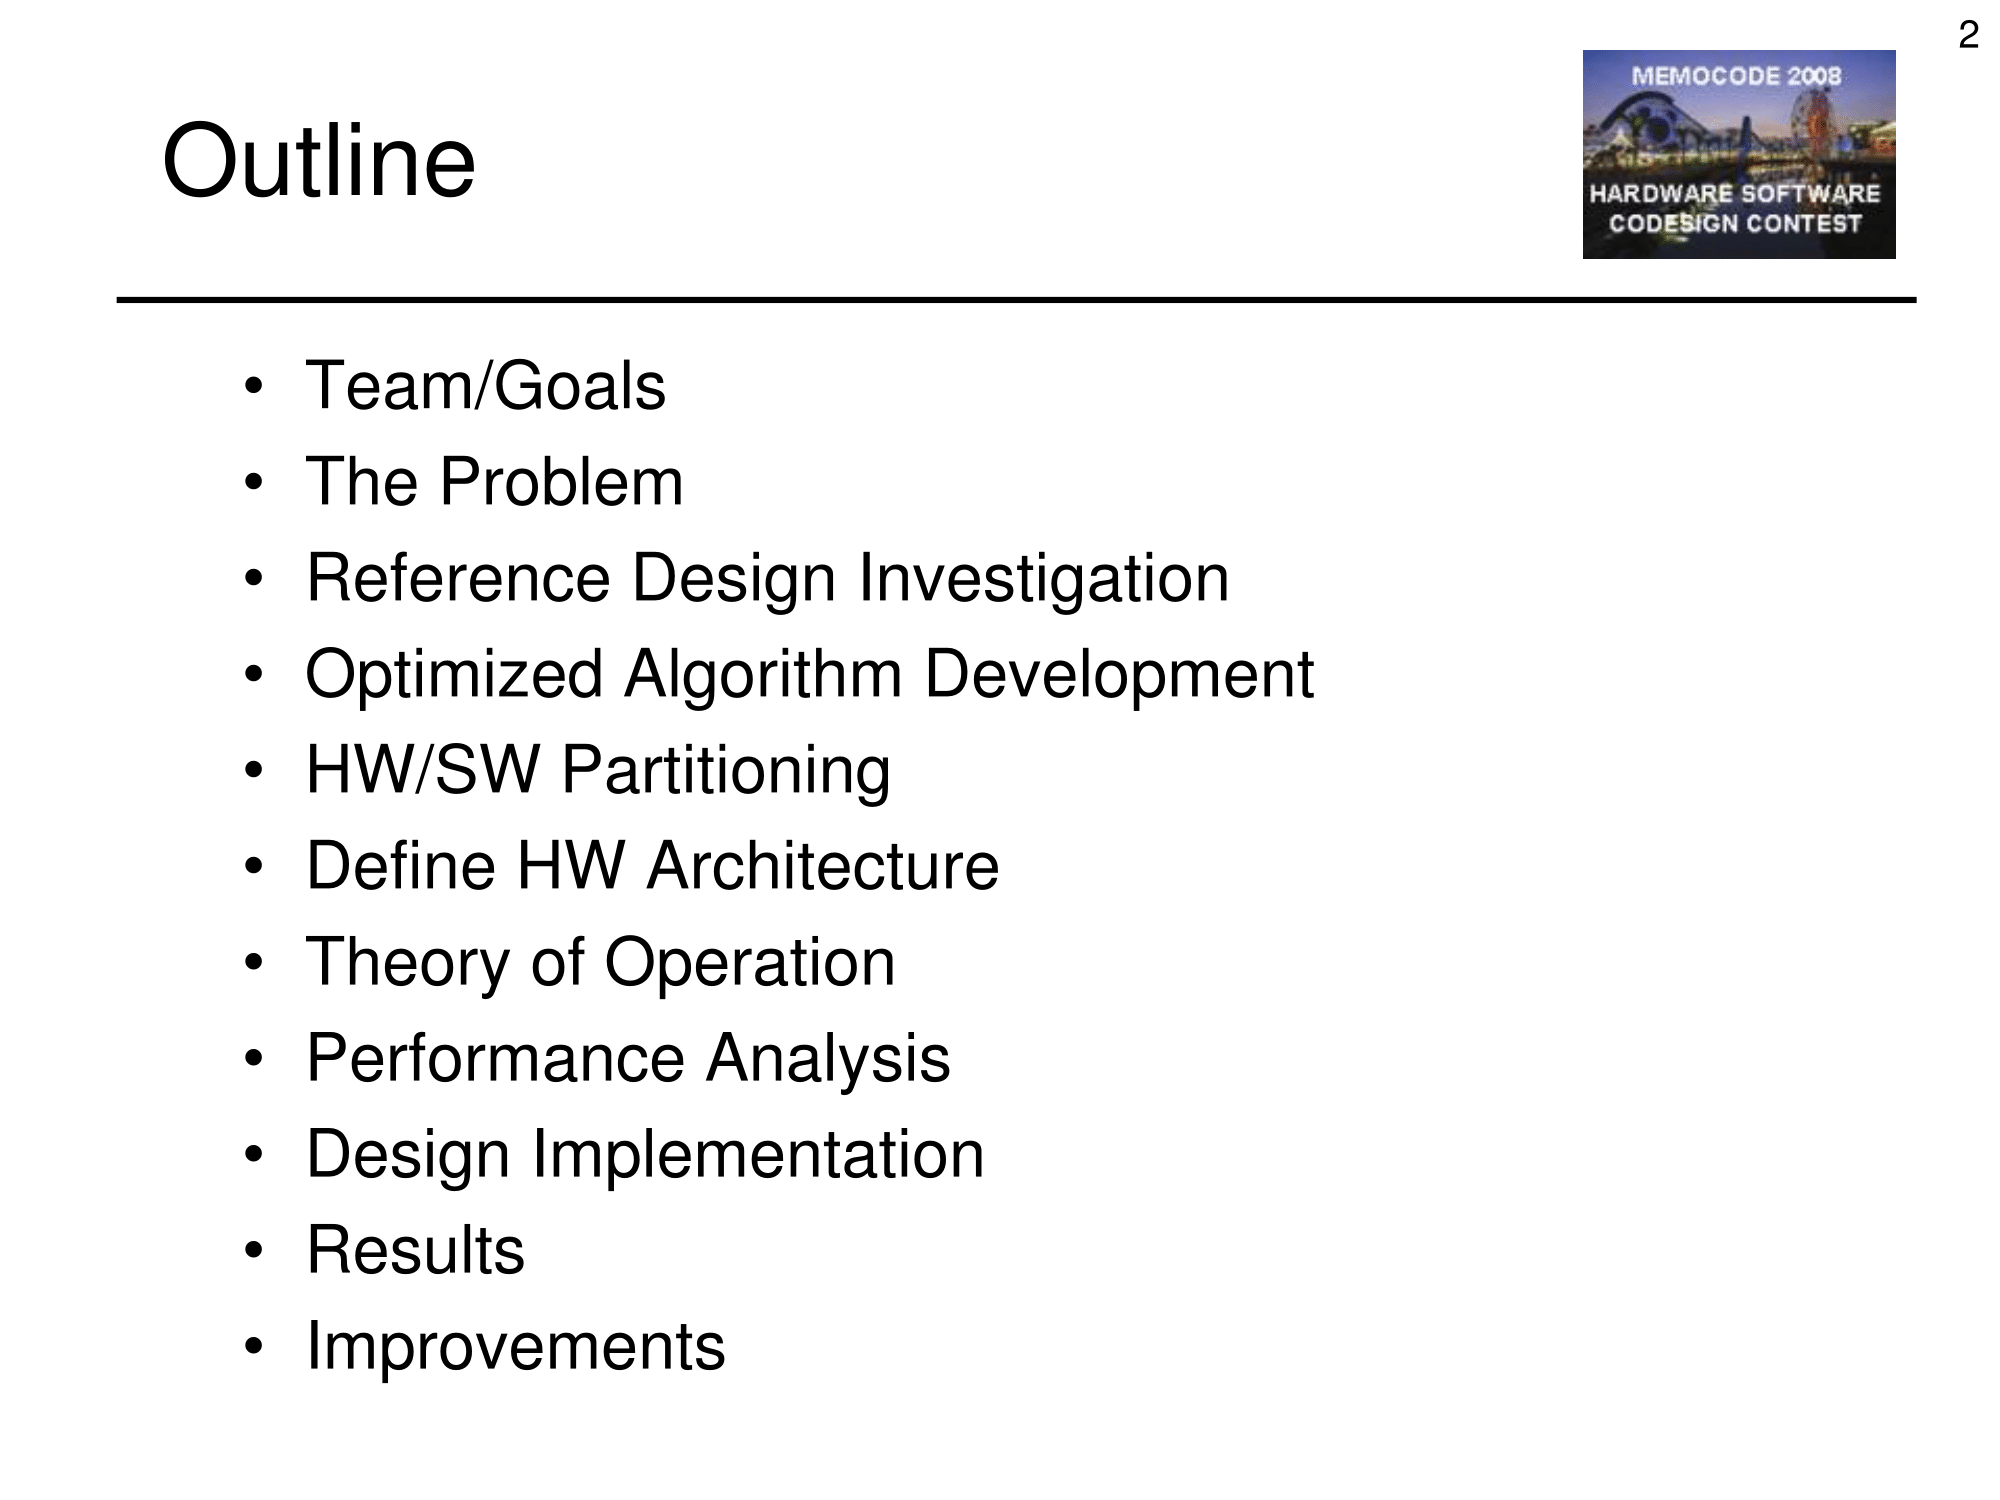 2
MEMOCODE 2008
HARDWARE SOFTWARE
CODESIGN CONTEST
Outline
• Team/Goals
• The Problem
• Reference Design Investigation
• Optimized Algorithm Development
• HW/SW Partitioning
• Define HW Architecture
• Theory of Operation
• Performance Analysis
• Design Implementation
• Results
• Improvements